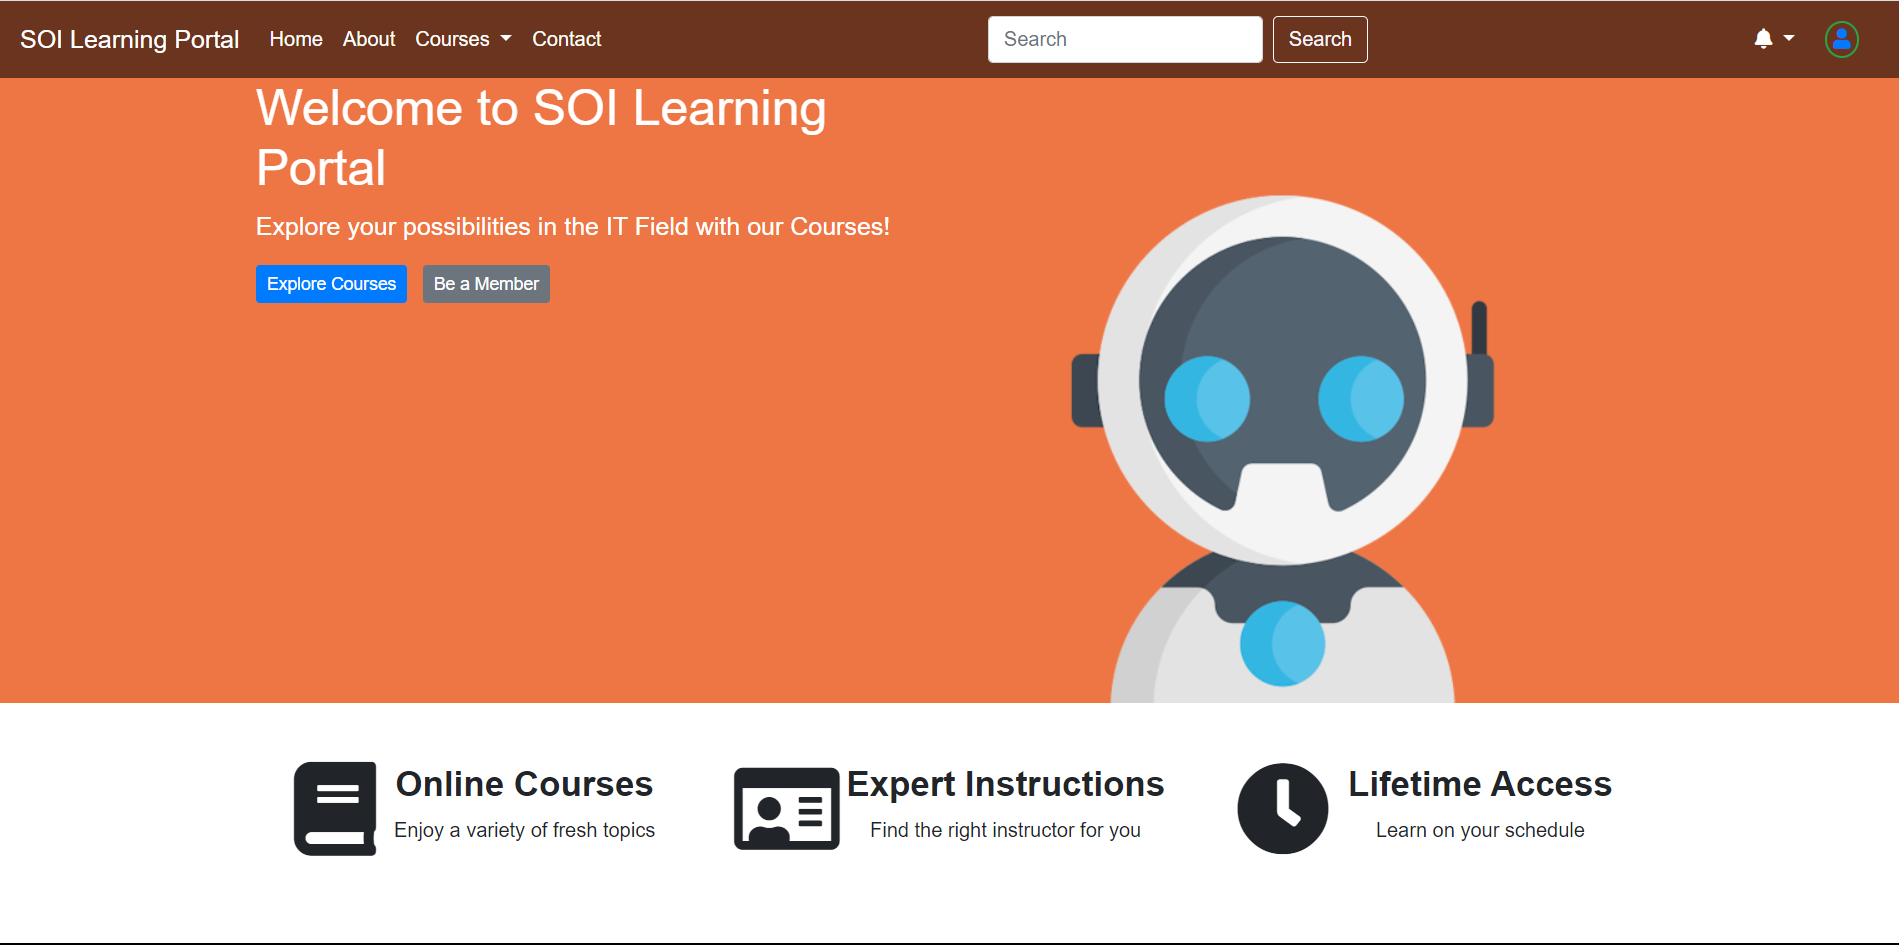 SOI Learning Portal Home About Courses Contact Search Search
Welcome to SOI Learning
Portal
Explore your possibilities in the IT Field with our Courses!
Explore Courses Be a Member
Online Courses
Enjoy a variety of fresh topics
Expert Instructions
Find the right instructor for you
Lifetime Access
Learn on your schedule